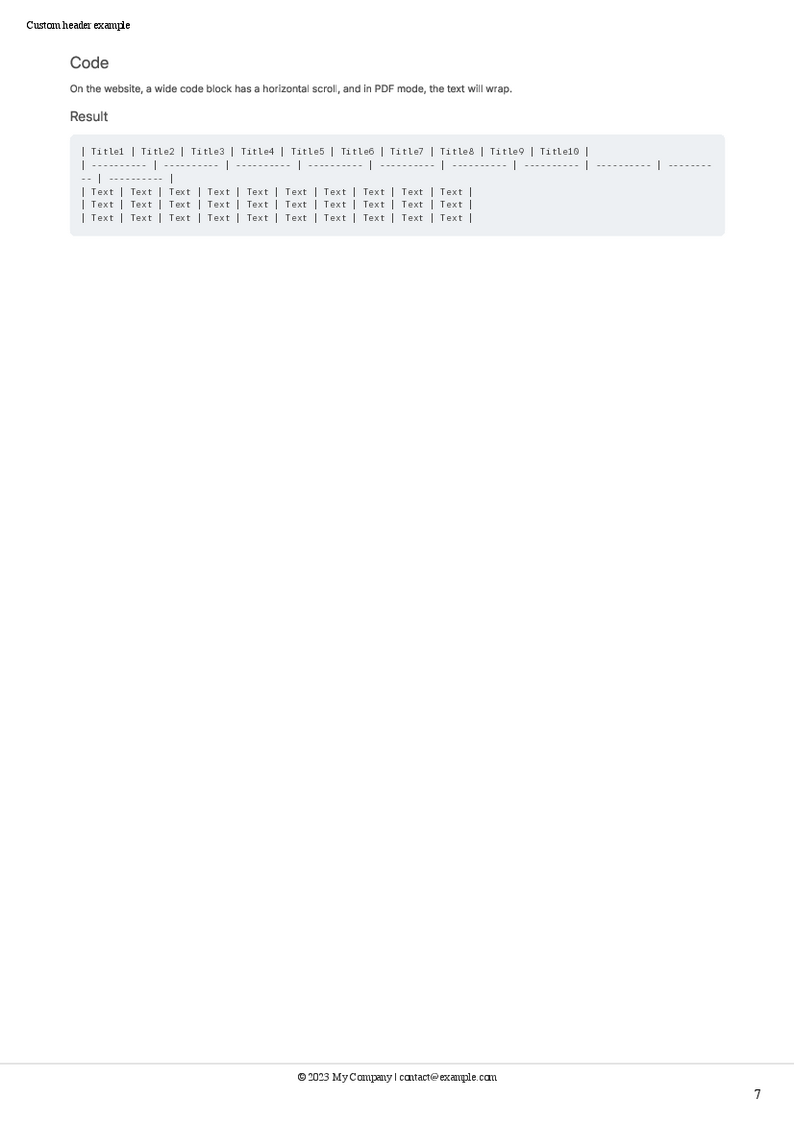 Custom header example
Code
On the website, a wide code block has a horizontal scroll, and in PDF mode, the text will wrap.
Result
| Title1 | Title2 | Title3 | Title4 | Title5 | Title6 | Title7 | Title8 | Title9 | Title10 |
| ---------- | ---------- | ---------- | ---------- | ---------- | ---------- | ---------- | ---------- | --------
-- | ---------- |
| Text | Text | Text | Text | Text | Text | Text | Text | Text | Text |
| Text | Text | Text | Text | Text | Text | Text | Text | Text | Text |
| Text | Text | Text | Text | Text | Text | Text | Text | Text | Text |
© 2023 My Company | contact@example.com
7